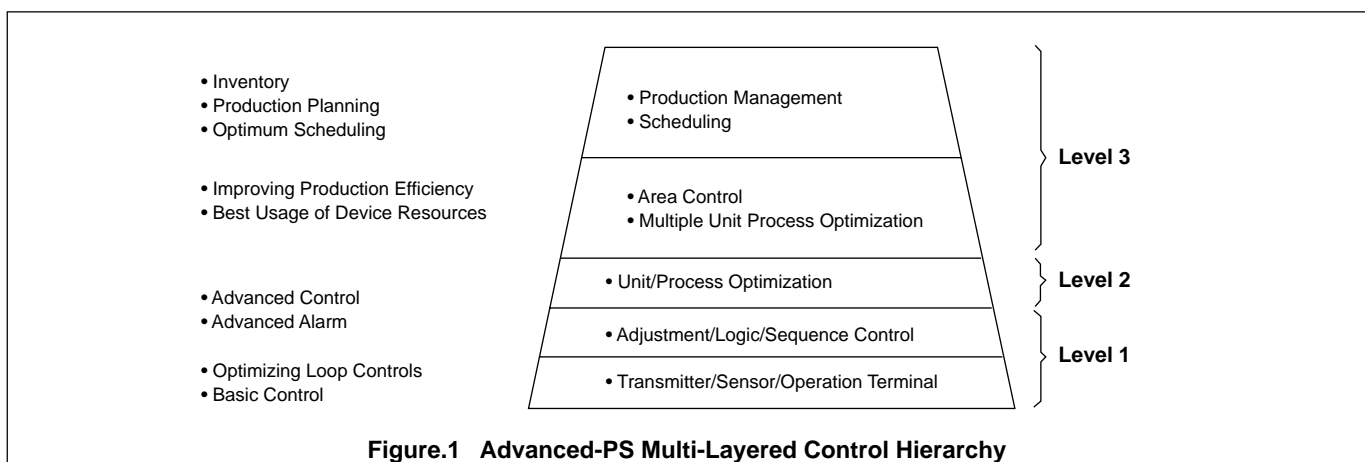 • Inventory
• Production Planning
• Optimum Scheduling
• Production Management
• Scheduling
Level 3
• Improving Production Efficiency
• Best Usage of Device Resources
• Area Control
• Multiple Unit Process Optimization
• Unit/Process Optimization
Level 2
• Advanced Control
• Advanced Alarm
• Adjustment/Logic/Sequence Control
Level 1
• Optimizing Loop Controls
• Basic Control
• Transmitter/Sensor/Operation Terminal
Figure.1 Advanced-PS Multi-Layered Control Hierarchy